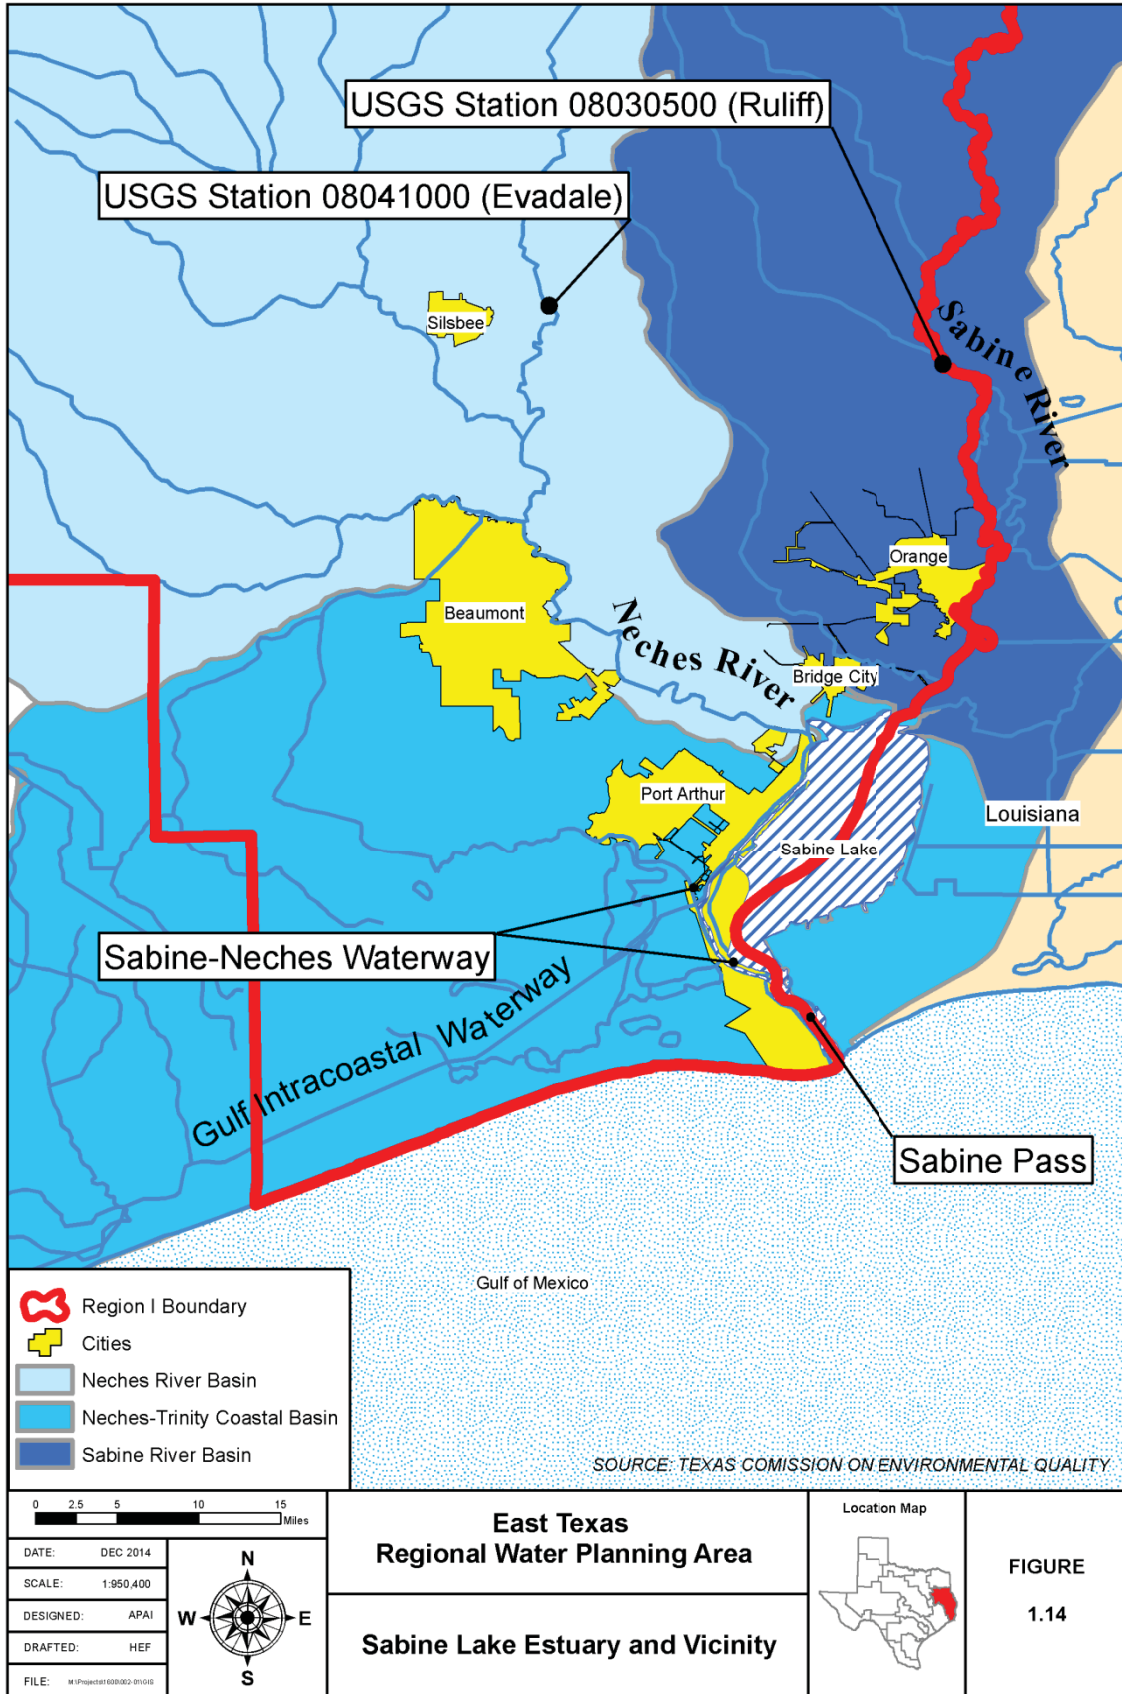 USGS Station 08030500 (Ruliff)
USGS Station 08041000 (Evadale)
Silsbee
Sabine River
Orange
Beaumont
Neches River
Bridge City
Port Arthur
Louisiana
Sabine Lake
Sabine-Neches Waterway
Gulf Intracoastal Waterway
Sabine Pass
Gulf of Mexico
Region I Boundary
Cities
Neches River Basin
Neches-Trinity Coastal Basin
Sabine River Basin
SOURCE: TEXAS COMISSION ON ENVIRONMENTAL QUALITY
0 2.5 5 10 15
Miles
DATE: DEC 2014
SCALE: 1:950,400
DESIGNED: APAI
DRAFTED: HEF
FILE:
N
W E
S
East Texas
Regional Water Planning Area
Sabine Lake Estuary and Vicinity
Location Map
FIGURE
1.14